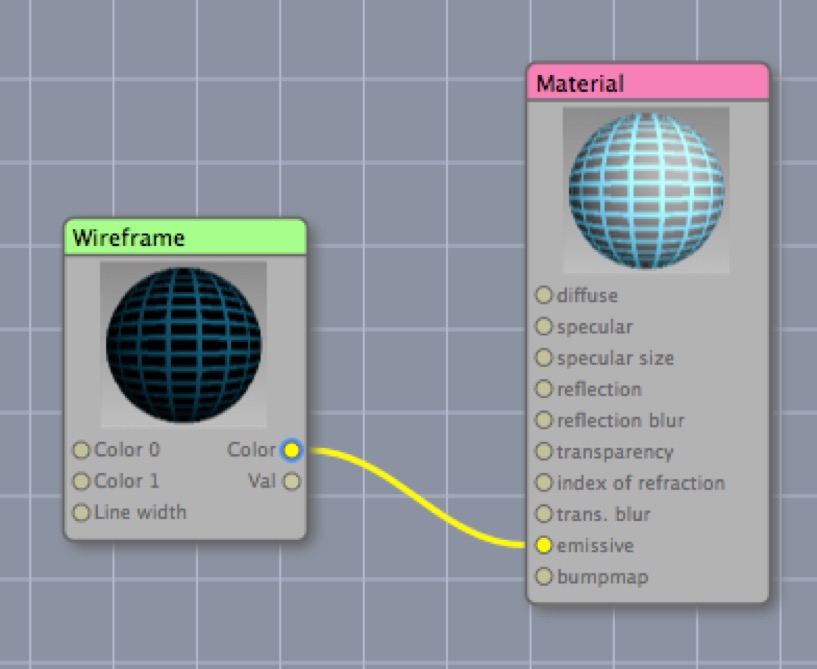 Wireframe
Color 0 Color
Color 1 Val
Line width
Material
diffuse
specular
specular size
reflection
reflection blur
transparency
index of refraction
trans. blur
emissive
bumpmap